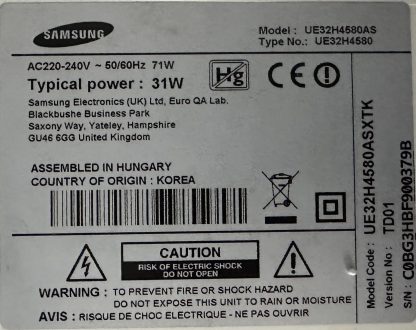 SAMSUNG
Model : UE32H4580AS
Type No.: UE32H4580
AC220-240V ~ 50/60Hz 71W
Typical power : 31W
Hg
CE
Samsung Electronics (UK) Ltd, Euro QA Lab.
Blackbushe Business Park
Saxony Way, Yateley, Hampshire
GU46 6GG United Kingdom
ASSEMBLED IN HUNGARY
COUNTRY OF ORIGIN : KOREA
CAUTION
RISK OF ELECTRIC SHOCK
DO NOT OPEN
WARNING : TO PREVENT FIRE OR SHOCK HAZARD
DO NOT EXPOSE THIS UNIT TO RAIN OR MOISTURE
AVIS : RISQUE DE CHOC ELECTRIQUE - NE PAS OUVRIR
Model Code : UE32H4580ASXTK
Version No : TD01
S/N : C0BG3HBF900379B